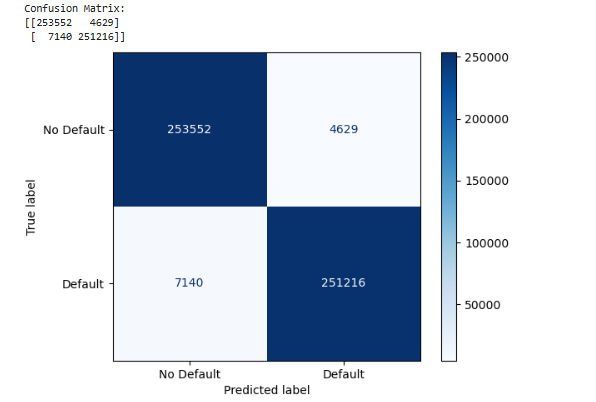 Confusion Matrix:
[[253552   4629]
 [  7140 251216]]
250000
No Default
253552
4629
200000
150000
True label
100000
Default
7140
251216
50000
No Default
Default
Predicted label